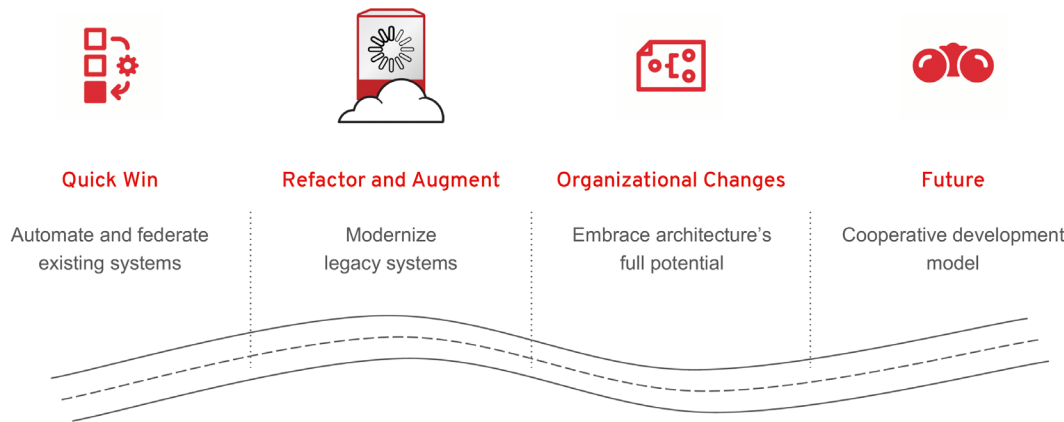 Quick Win
Refactor and Augment
Organizational Changes
Future
Automate and federate
existing systems
Modernize
legacy systems
Embrace architecture's
full potential
Cooperative development
model